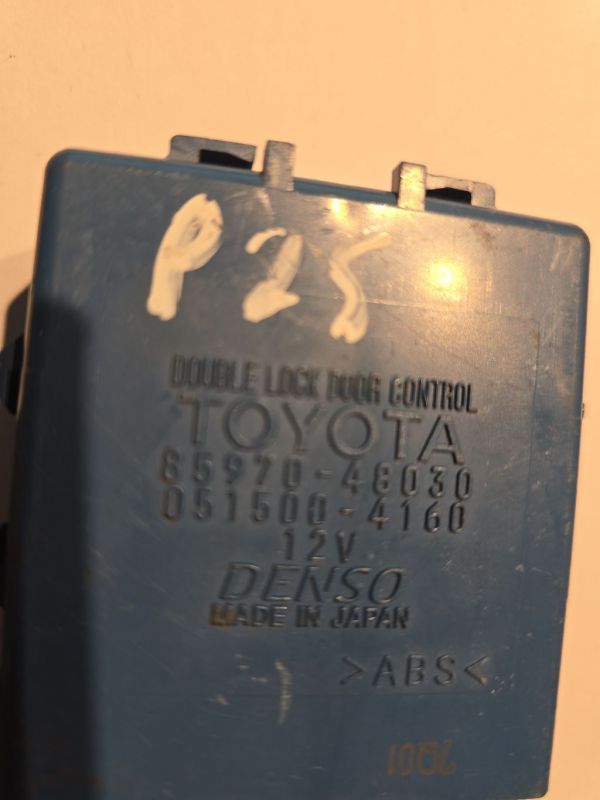 P25
DOUBLE LOCK DOOR CONTROL
TOYOTA
85970-48030
051500-4160
12V
DENSO
MADE IN JAPAN
>ABS<